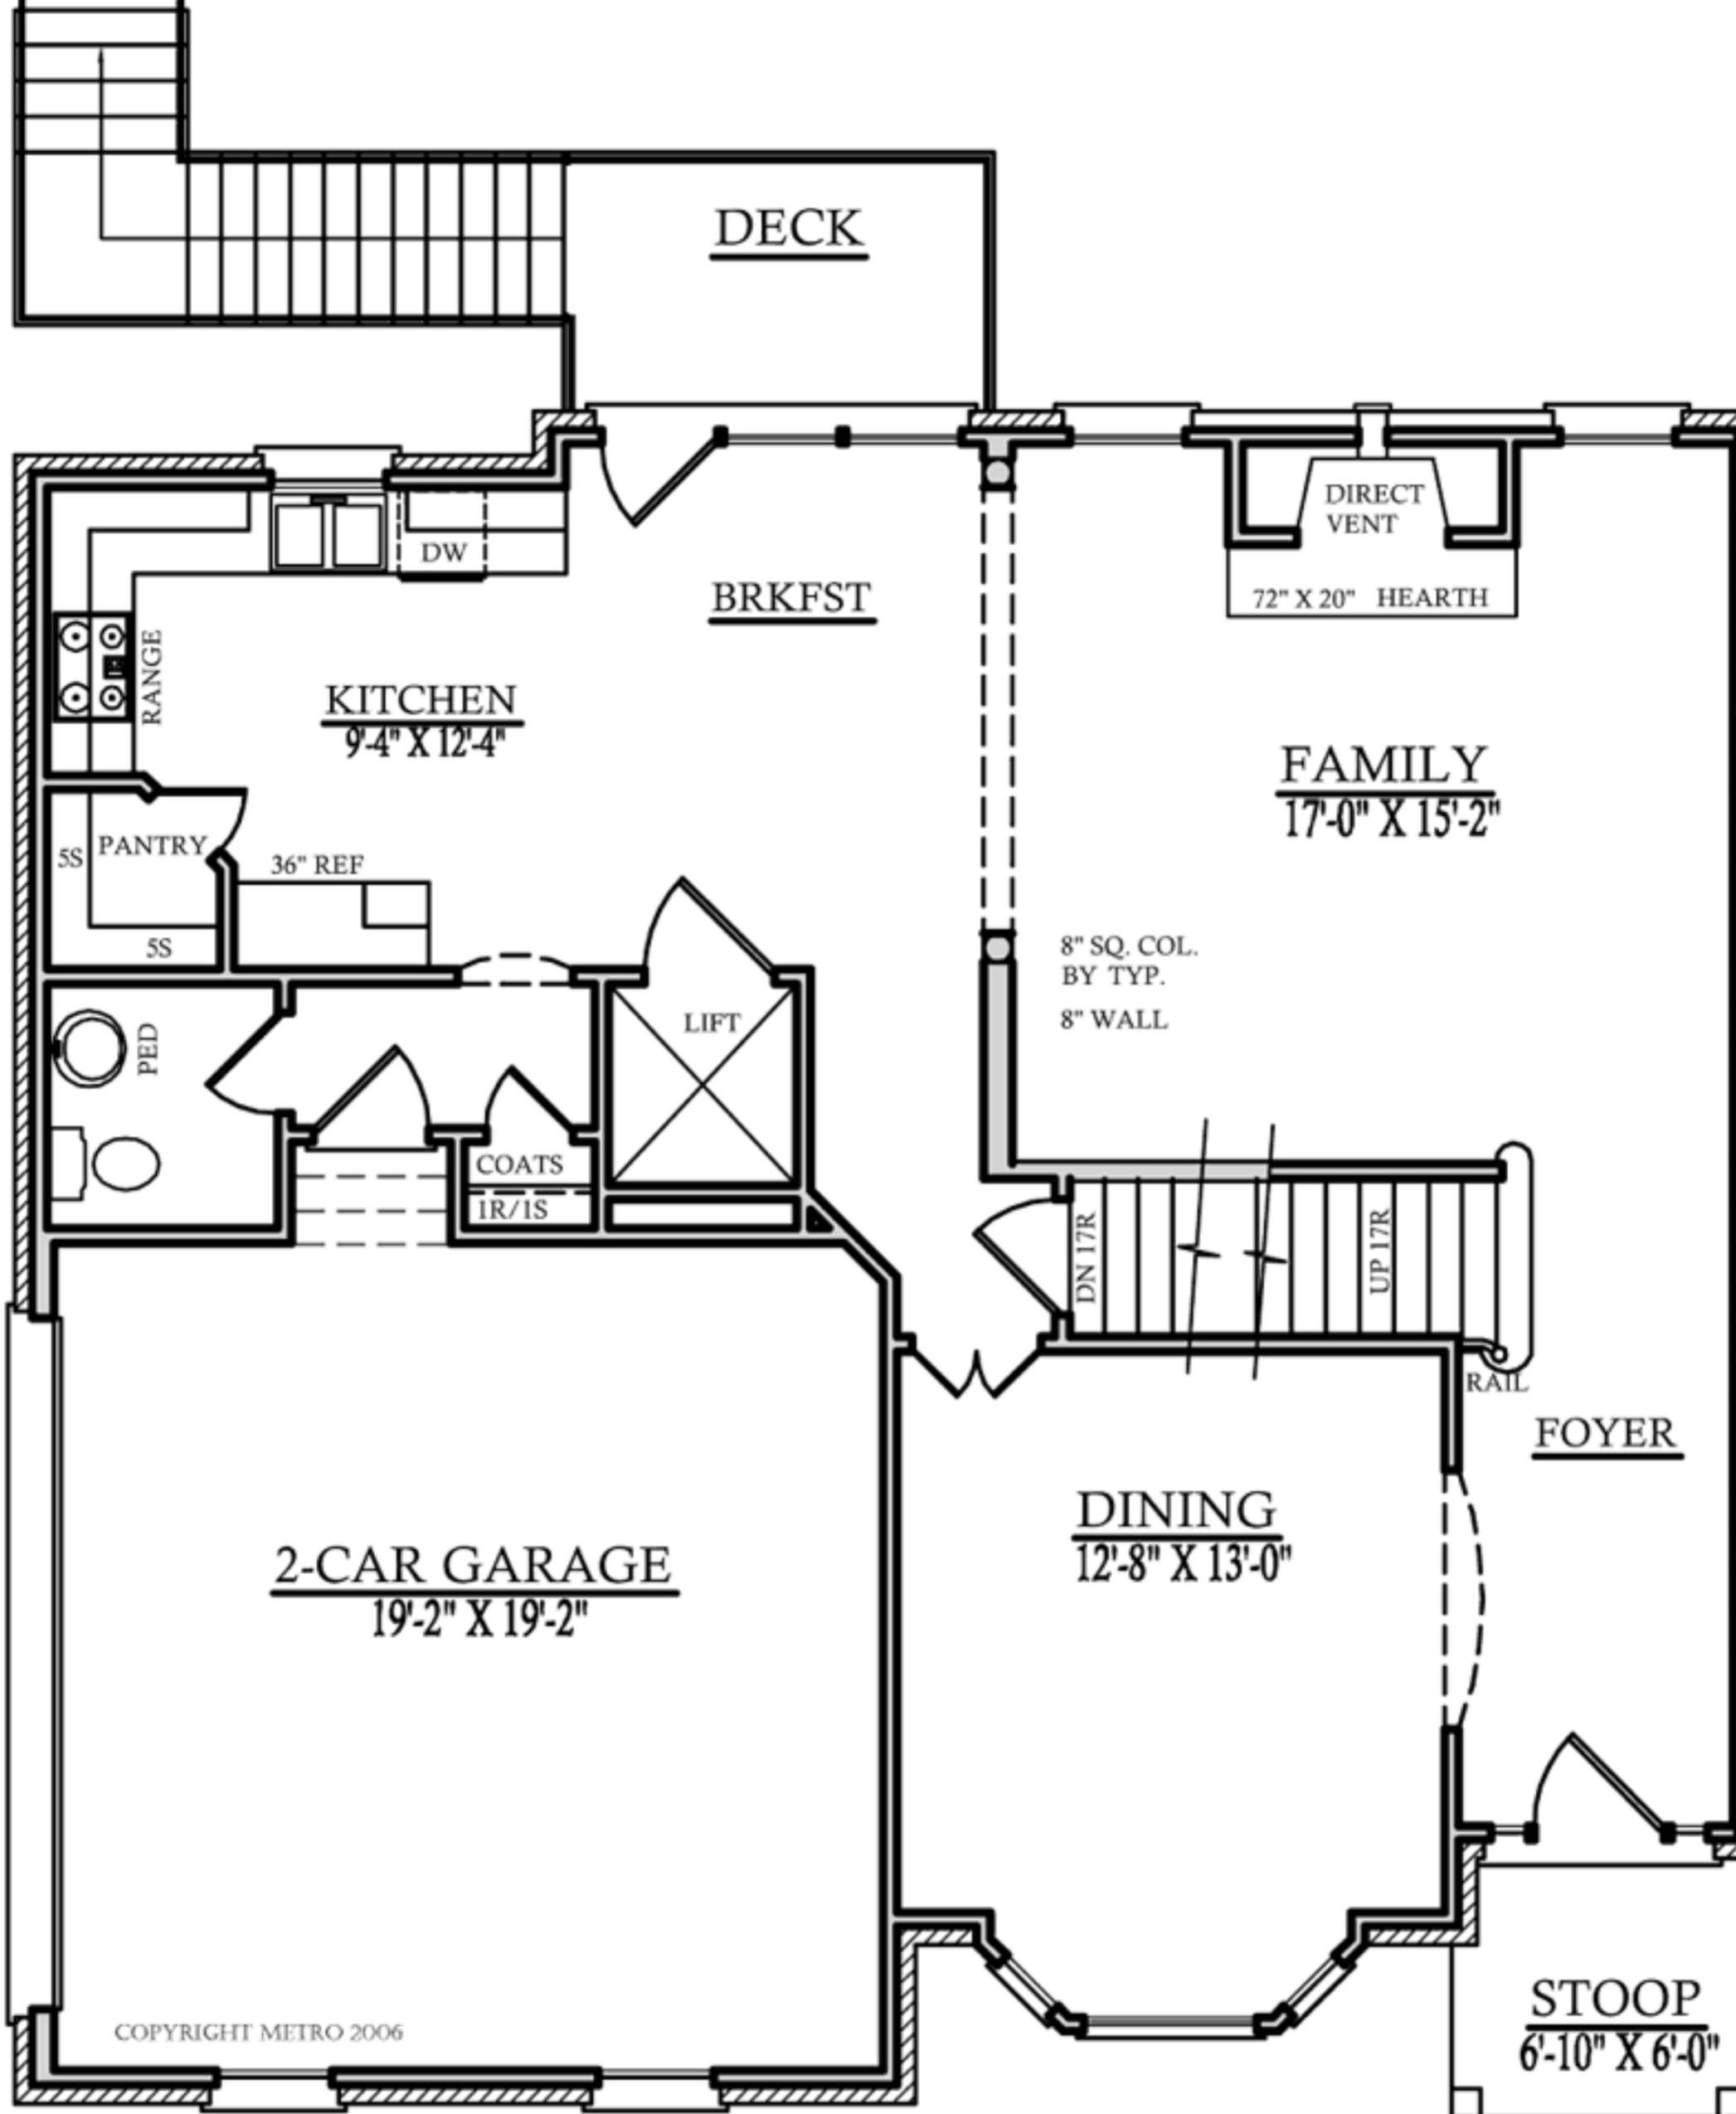 DECK
DIRECT
VENT
DW
BRKFST
72" X 20" HEARTH
RANGE
KITCHEN
9'-4" X 12'-4"
FAMILY
17'-0" X 15'-2"
PANTRY
5S
36" REF
5S
8" SQ. COL.
BY TYP.
8" WALL
LIFT
PED
COATS
1R/1S
DN 17R
UP 17R
RAIL
FOYER
DINING
12'-8" X 13'-0"
2-CAR GARAGE
19'-2" X 19'-2"
STOOP
6'-10" X 6'-0"
COPYRIGHT METRO 2006